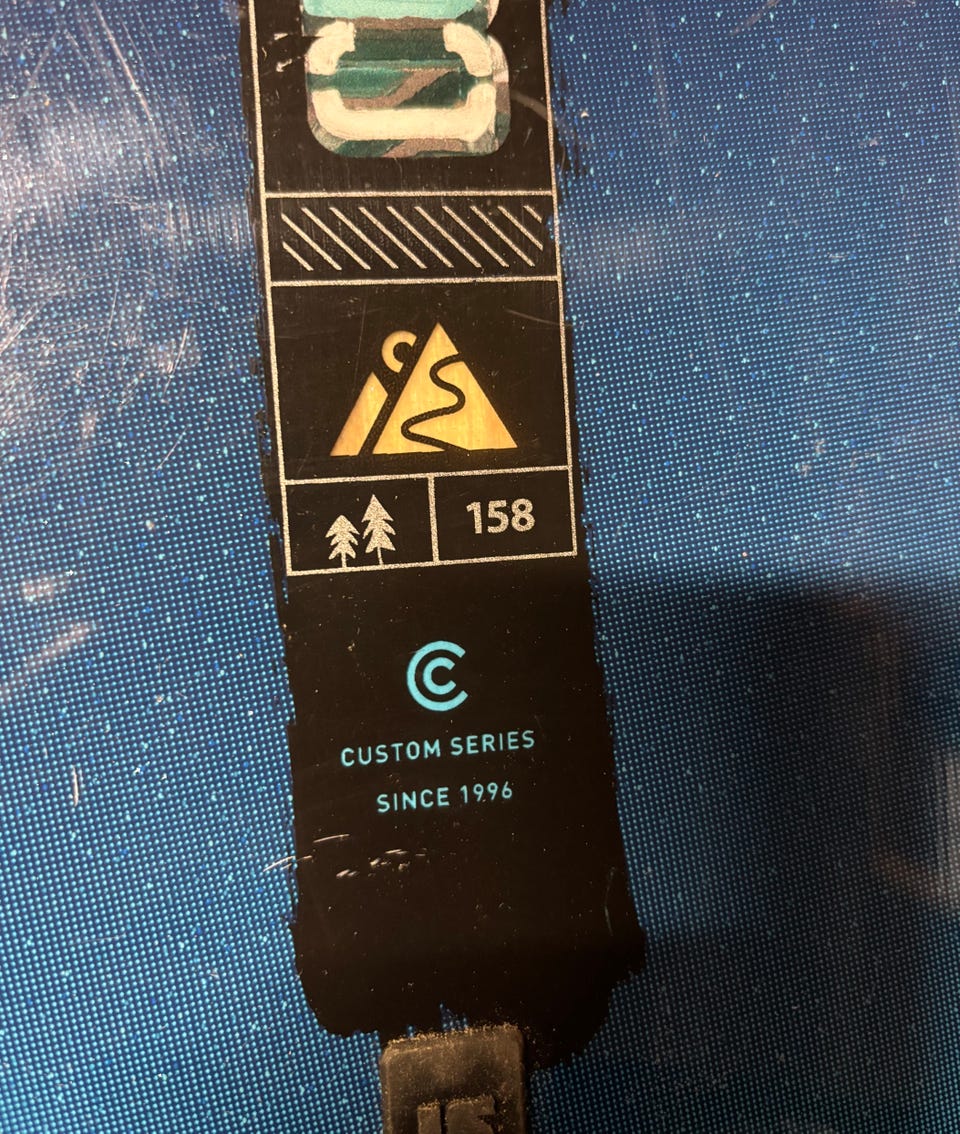 158
CUSTOM SERIES
SINCE 1996